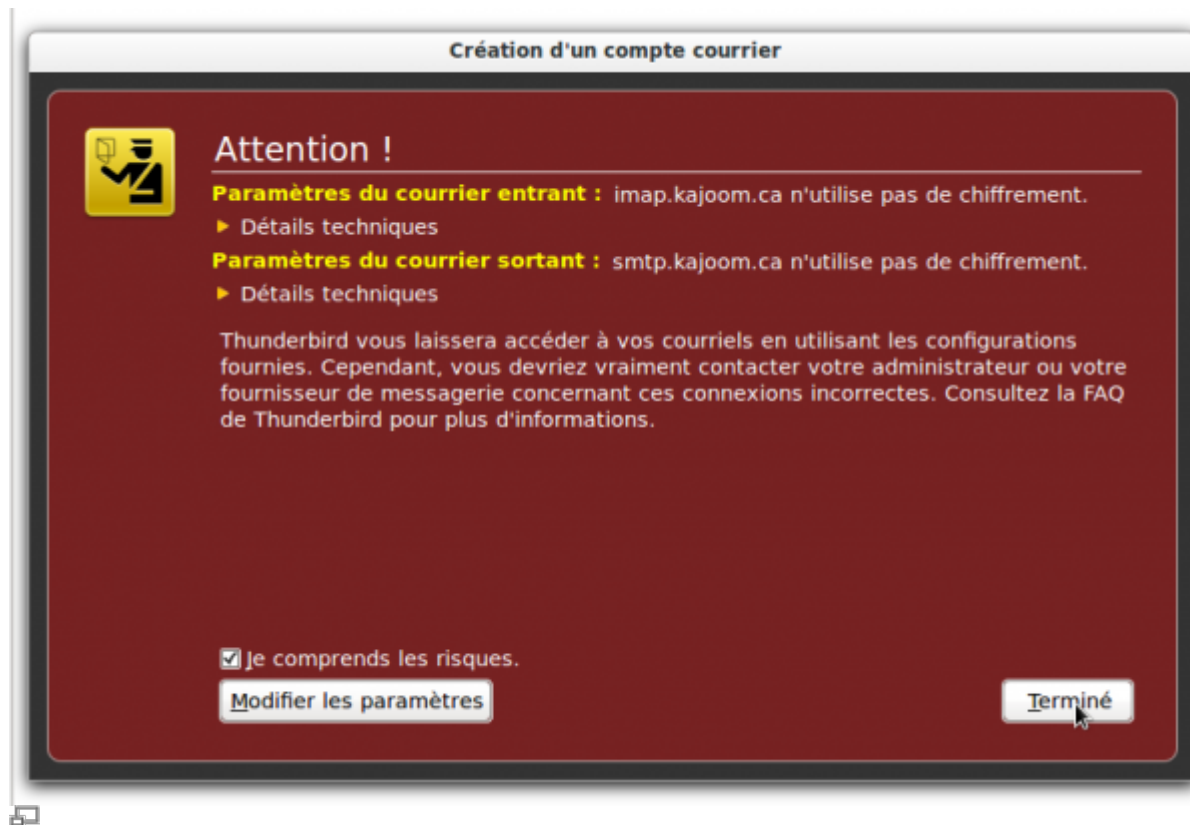 Création d'un compte courrier
Attention !
Paramètres du courrier entrant : imap.kajoom.ca n'utilise pas de chiffrement.
Détails techniques
Paramètres du courrier sortant : smtp.kajoom.ca n'utilise pas de chiffrement.
Détails techniques
Thunderbird vous laissera accéder à vos courriels en utilisant les configurations
fournies. Cependant, vous devriez vraiment contacter votre administrateur ou votre
fournisseur de messagerie concernant ces connexions incorrectes. Consultez la FAQ
de Thunderbird pour plus d'informations.
Je comprends les risques.
Modifier les paramètres
Terminé